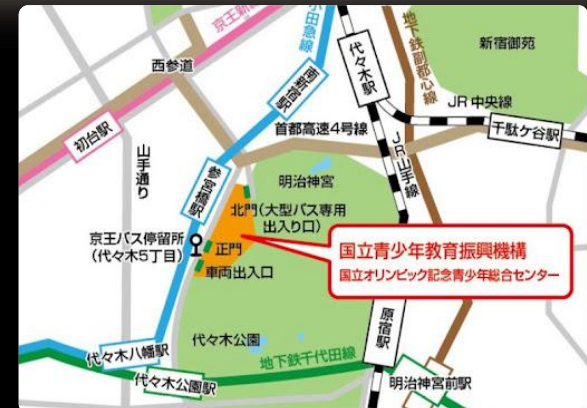 京王新
小田急線
西参道
南新宿駅
代々木駅
地下鉄副都心線
新宿御苑
JR中央線
千駄ケ谷駅
初台駅
山手通り
首都高速4号線
JR山手線
参宮橋駅
明治神宮
北門(大型バス専用
出入り口)
京王バス停留所
(代々木5丁目)
正門
車両出入口
国立青少年教育振興機構
国立オリンピック記念青少年総合センター
原宿駅
代々木公園
代々木八幡駅
地下鉄千代田線
代々木公園駅
明治神宮前駅